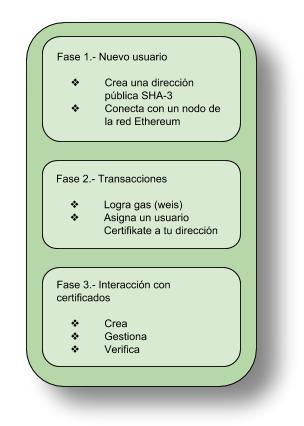 Fase 1.- Nuevo usuario
❖ Crea una dirección
pública SHA-3
❖ Conecta con un nodo de
la red Ethereum
Fase 2.- Transacciones
❖ Logra gas (weis)
❖ Asigna un usuario
Certifikate a tu dirección
Fase 3.- Interacción con
certificados
❖ Crea
❖ Gestiona
❖ Verifica